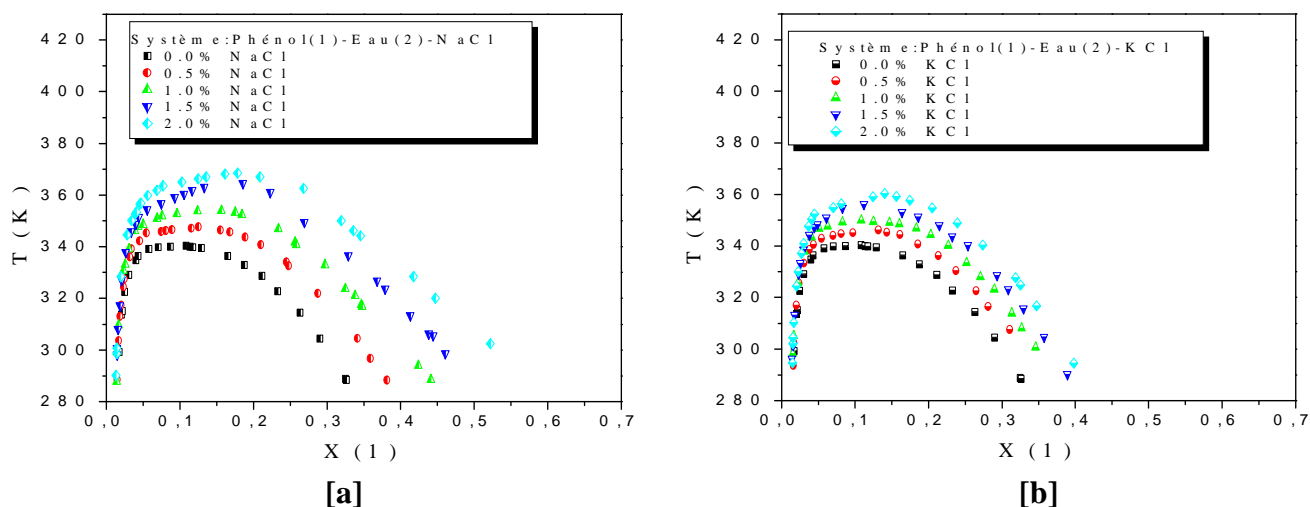 420
400
380
360
340
320
300
280
T (K)
Système:Phénol(1)-Eau(2)-NaCl
0.0% NaCl
0.5% NaCl
1.0% NaCl
1.5% NaCl
2.0% NaCl
0,0 0,1 0,2 0,3 0,4 0,5 0,6 0,7
X (1)
[a]
420
400
380
360
340
320
300
280
T (K)
Système:Phénol(1)-Eau(2)-KCl
0.0% KCl
0.5% KCl
1.0% KCl
1.5% KCl
2.0% KCl
0,0 0,1 0,2 0,3 0,4 0,5 0,6 0,7
X (1)
[b]